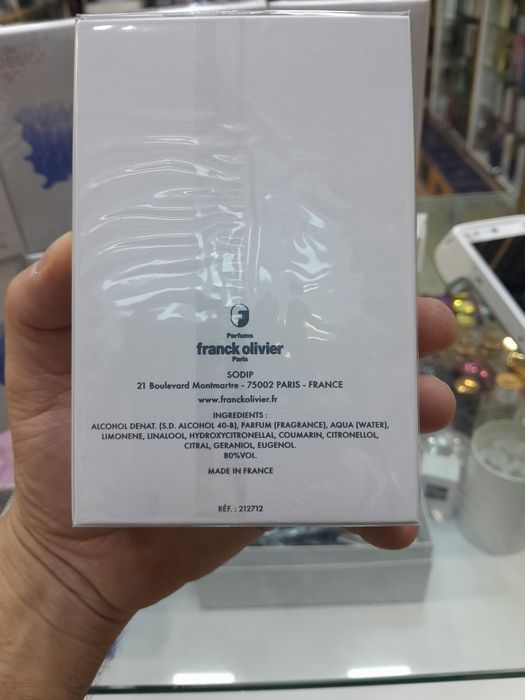 Parfums
franck olivier
Paris
SODIP
21 Boulevard Montmartre - 75002 PARIS - FRANCE
www.franckolivier.fr
INGREDIENTS :
ALCOHOL DENAT. (S.D. ALCOHOL 40-B), PARFUM (FRAGRANCE), AQUA (WATER),
LIMONENE, LINALOOL, HYDROXYCITRONELLAL, COUMARIN, CITRONELLOL,
CITRAL, GERANIOL, EUGENOL.
80%VOL.
MADE IN FRANCE
RÉF. : 212712